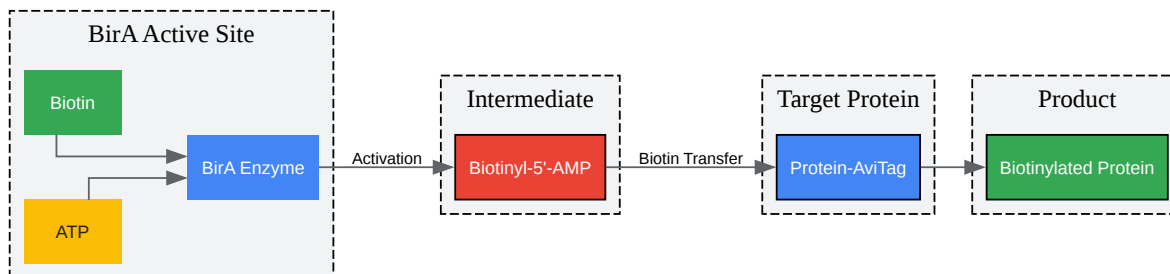 BirA Active Site
Biotin
ATP
BirA Enzyme
Activation
Intermediate
Biotinyl-5'-AMP
Biotin Transfer
Target Protein
Protein-AviTag
Product
Biotinylated Protein